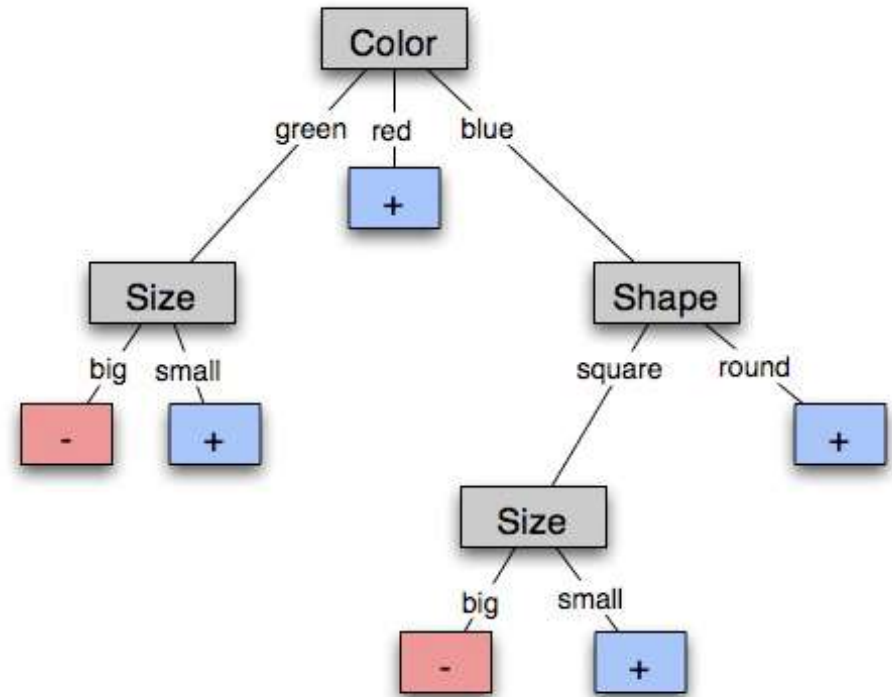 Color
green red blue
+
Size Shape
big small square round
- + +
Size
big small
- +